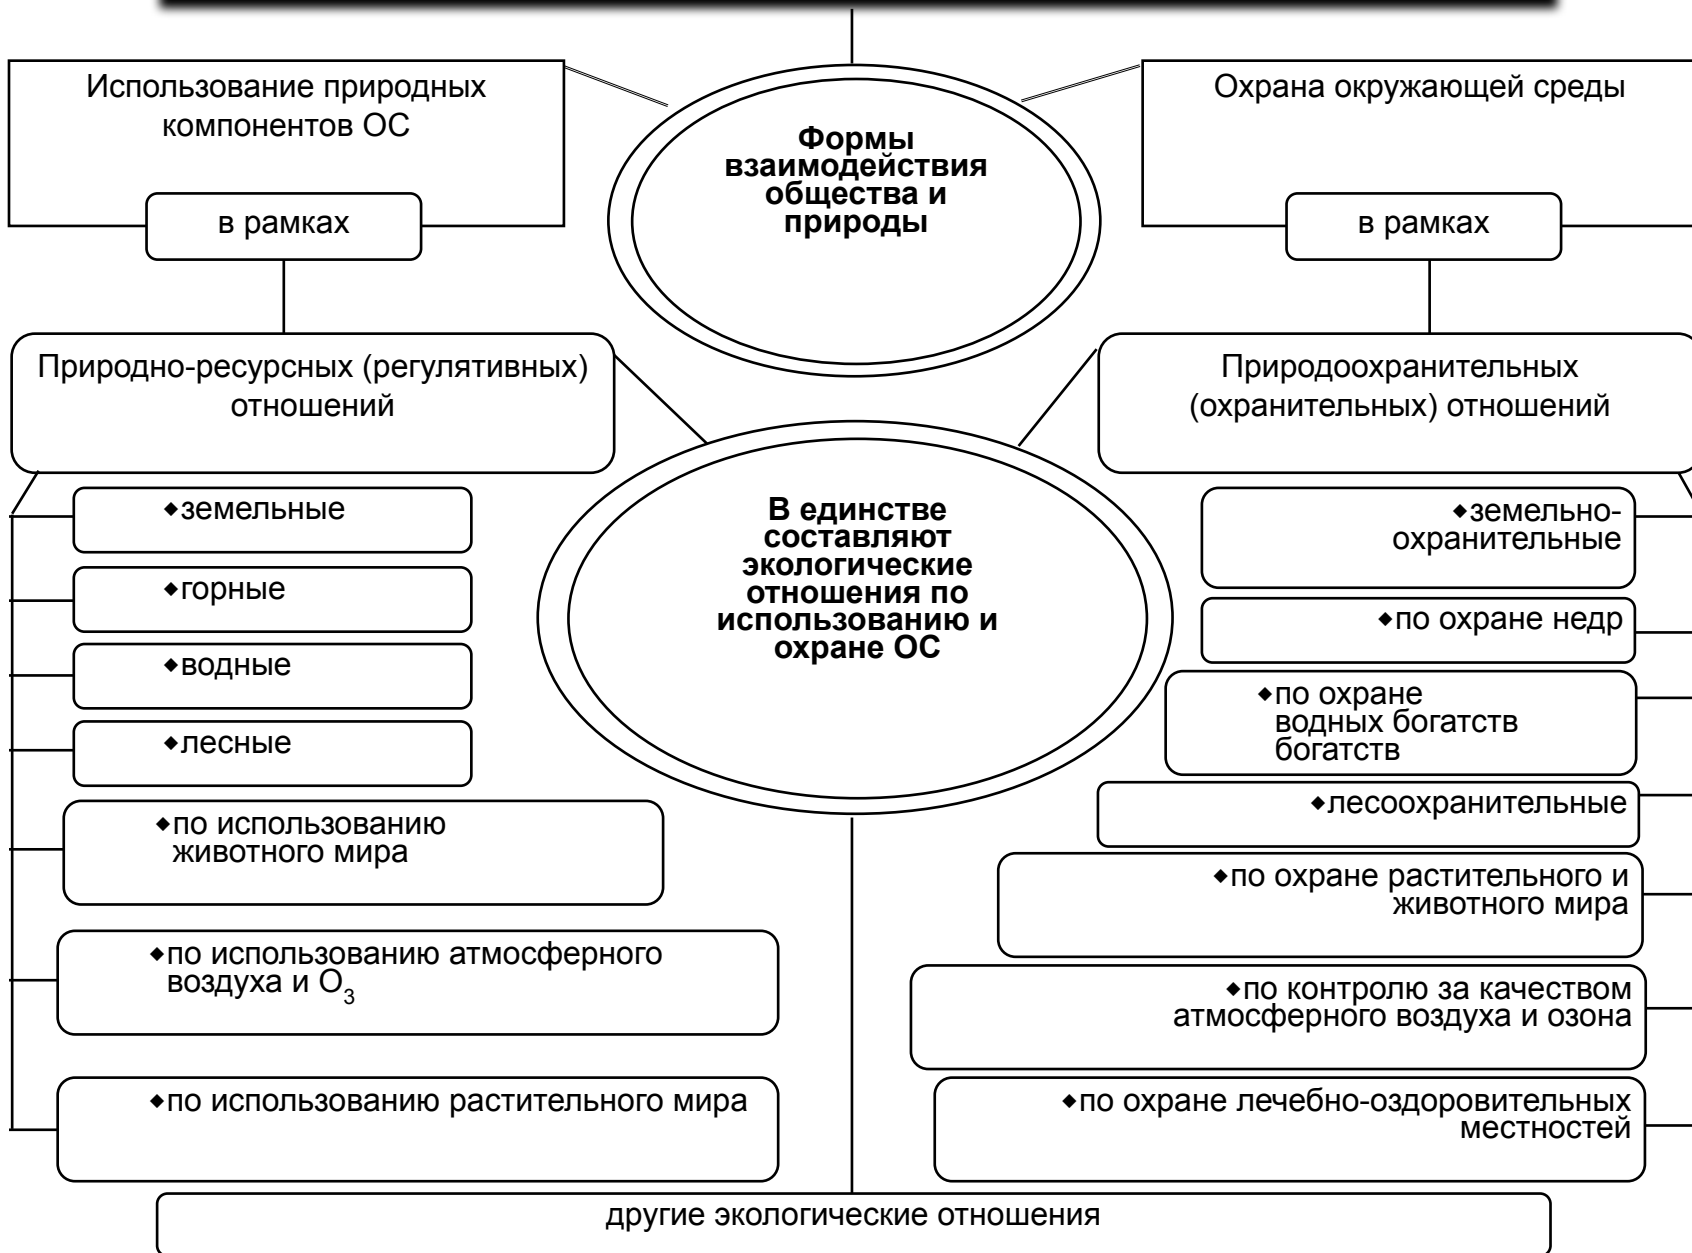 Использование природных
компонентов ОС
в рамках
Природно-ресурсных (регулятивных)
отношений
◆земельные
◆горные
◆водные
◆лесные
◆по использованию
животного мира
◆по использованию атмосферного
воздуха и O₃
◆по использованию растительного мира
Формы
взаимодействия
общества и
природы
В единстве
составляют
экологические
отношения по
использованию и
охране ОС
Охрана окружающей среды
в рамках
Природоохранительных
(охранительных) отношений
◆земельно-
охранительные
◆по охране недр
◆по охране
водных богатств
богатств
◆лесоохранительные
◆по охране растительного и
животного мира
◆по контролю за качеством
атмосферного воздуха и озона
◆по охране лечебно-оздоровительных
местностей
другие экологические отношения